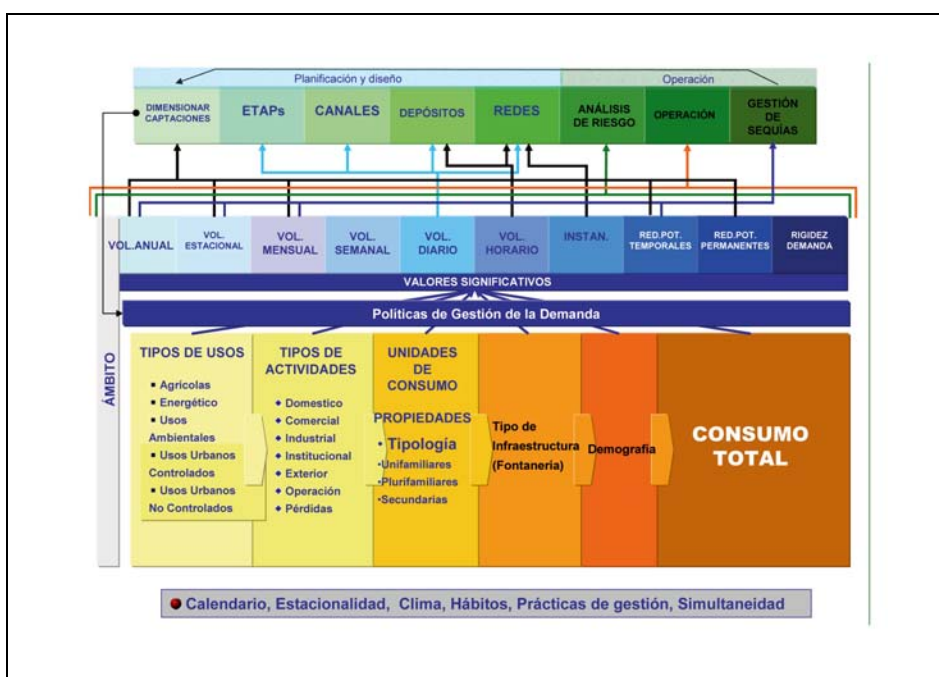 Planificación y diseño
Operación
DIMENSIONAR
CAPTACIONES
ETAPs
CANALES
DEPÓSITOS
REDES
ANÁLISIS
DE RIESGO
OPERACIÓN
GESTIÓN
DE
SEQUÍAS
VOL.ANUAL
VOL.
ESTACIONAL
VOL.
MENSUAL
VOL.
SEMANAL
VOL.
DIARIO
VOL.
HORARIO
INSTAN.
RED.POT.
TEMPORALES
RED.POT.
PERMANENTES
RIGIDEZ
DEMANDA
VALORES SIGNIFICATIVOS
Políticas de Gestión de la Demanda
ÁMBITO
TIPOS DE USOS
▪ Agrícolas
▪ Energético
▪ Usos
Ambientales
▪ Usos Urbanos
Controlados
▪ Usos Urbanos
No Controlados
TIPOS DE
ACTIVIDADES
◆ Domestico
◆ Comercial
◆ Industrial
◆ Institucional
◆ Exterior
◆ Operación
◆ Pérdidas
UNIDADES
DE
CONSUMO
PROPIEDADES
• Tipología
•Unifamiliares
•Plurifamiliares
•Secundarias
Tipo de
Infraestructura
(Fontaneria)
Demografia
CONSUMO
TOTAL
Calendario, Estacionalidad, Clima, Hábitos, Prácticas de gestión, Simultaneidad